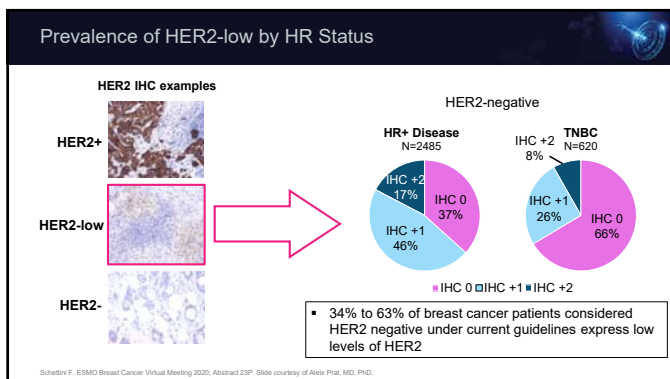 Prevalence of HER2-low by HR Status
HER2 IHC examples
HER2+
HER2-low
HER2-
HER2-negative
HR+ Disease
N=2485
IHC +2
17%
IHC 0
37%
IHC +1
46%
TNBC
N=620
IHC +2
8%
IHC +1
26%
IHC 0
66%
IHC 0 IHC +1 IHC +2
▪ 34% to 63% of breast cancer patients considered
HER2 negative under current guidelines express low
levels of HER2
Schettini F. ESMO Breast Cancer Virtual Meeting 2020; Abstract 23P. Slide courtesy of Aleix Prat, MD, PhD.